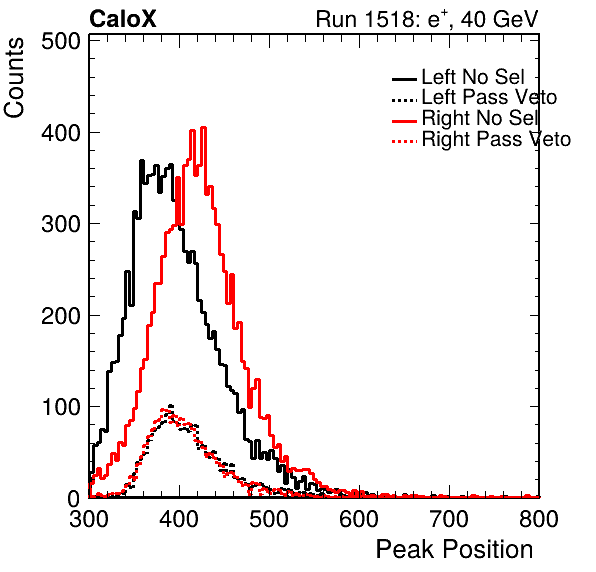 CaloX Run 1518: e+, 40 GeV
Counts
500
400
300
200
100
0
Left No Sel
Left Pass Veto
Right No Sel
Right Pass Veto
300 400 500 600 700 800
Peak Position